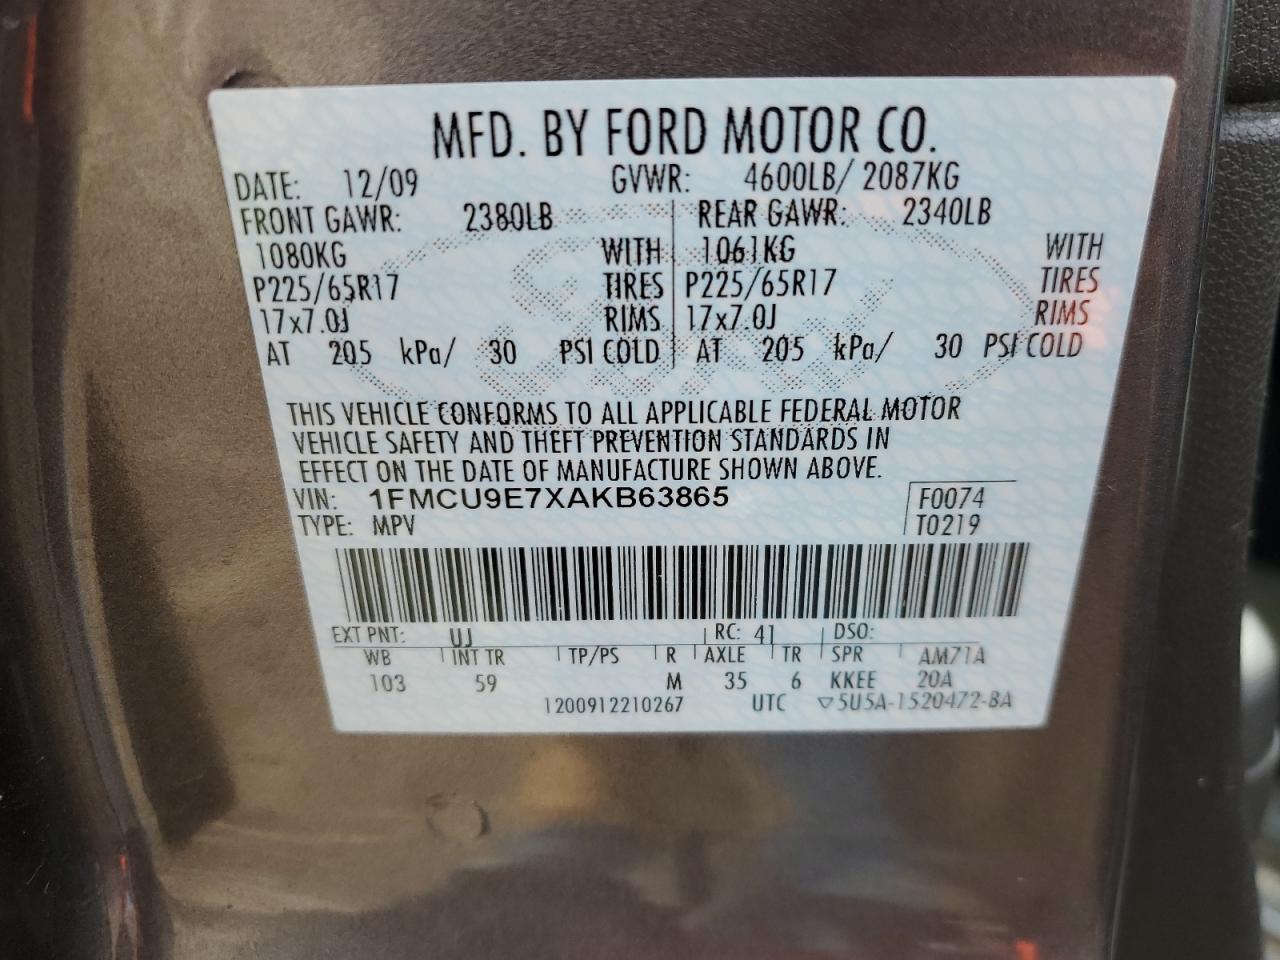 MFD. BY FORD MOTOR CO.
DATE: 12/09 GVWR: 4600LB/ 2087KG
FRONT GAWR: 2380LB REAR GAWR: 2340LB
1080KG WITH 1061KG WITH
P225/65R17 TIRES P225/65R17 TIRES
17x7.0J RIMS 17x7.0J RIMS
AT 205 kPa/ 30 PSI COLD AT 205 kPa/ 30 PSI COLD
THIS VEHICLE CONFORMS TO ALL APPLICABLE FEDERAL MOTOR
VEHICLE SAFETY AND THEFT PREVENTION STANDARDS IN
EFFECT ON THE DATE OF MANUFACTURE SHOWN ABOVE.
VIN: 1FMCU9E7XAKB63865 F0074
TYPE: MPV T0219
EXT PNT: UJ RC: 41 DSO:
WB INT TR TP/PS R AXLE TR SPR AM71A
103 59 M 35 6 KKEE 20A
1200912210267 UTC ▽5U5A-1520472-BA